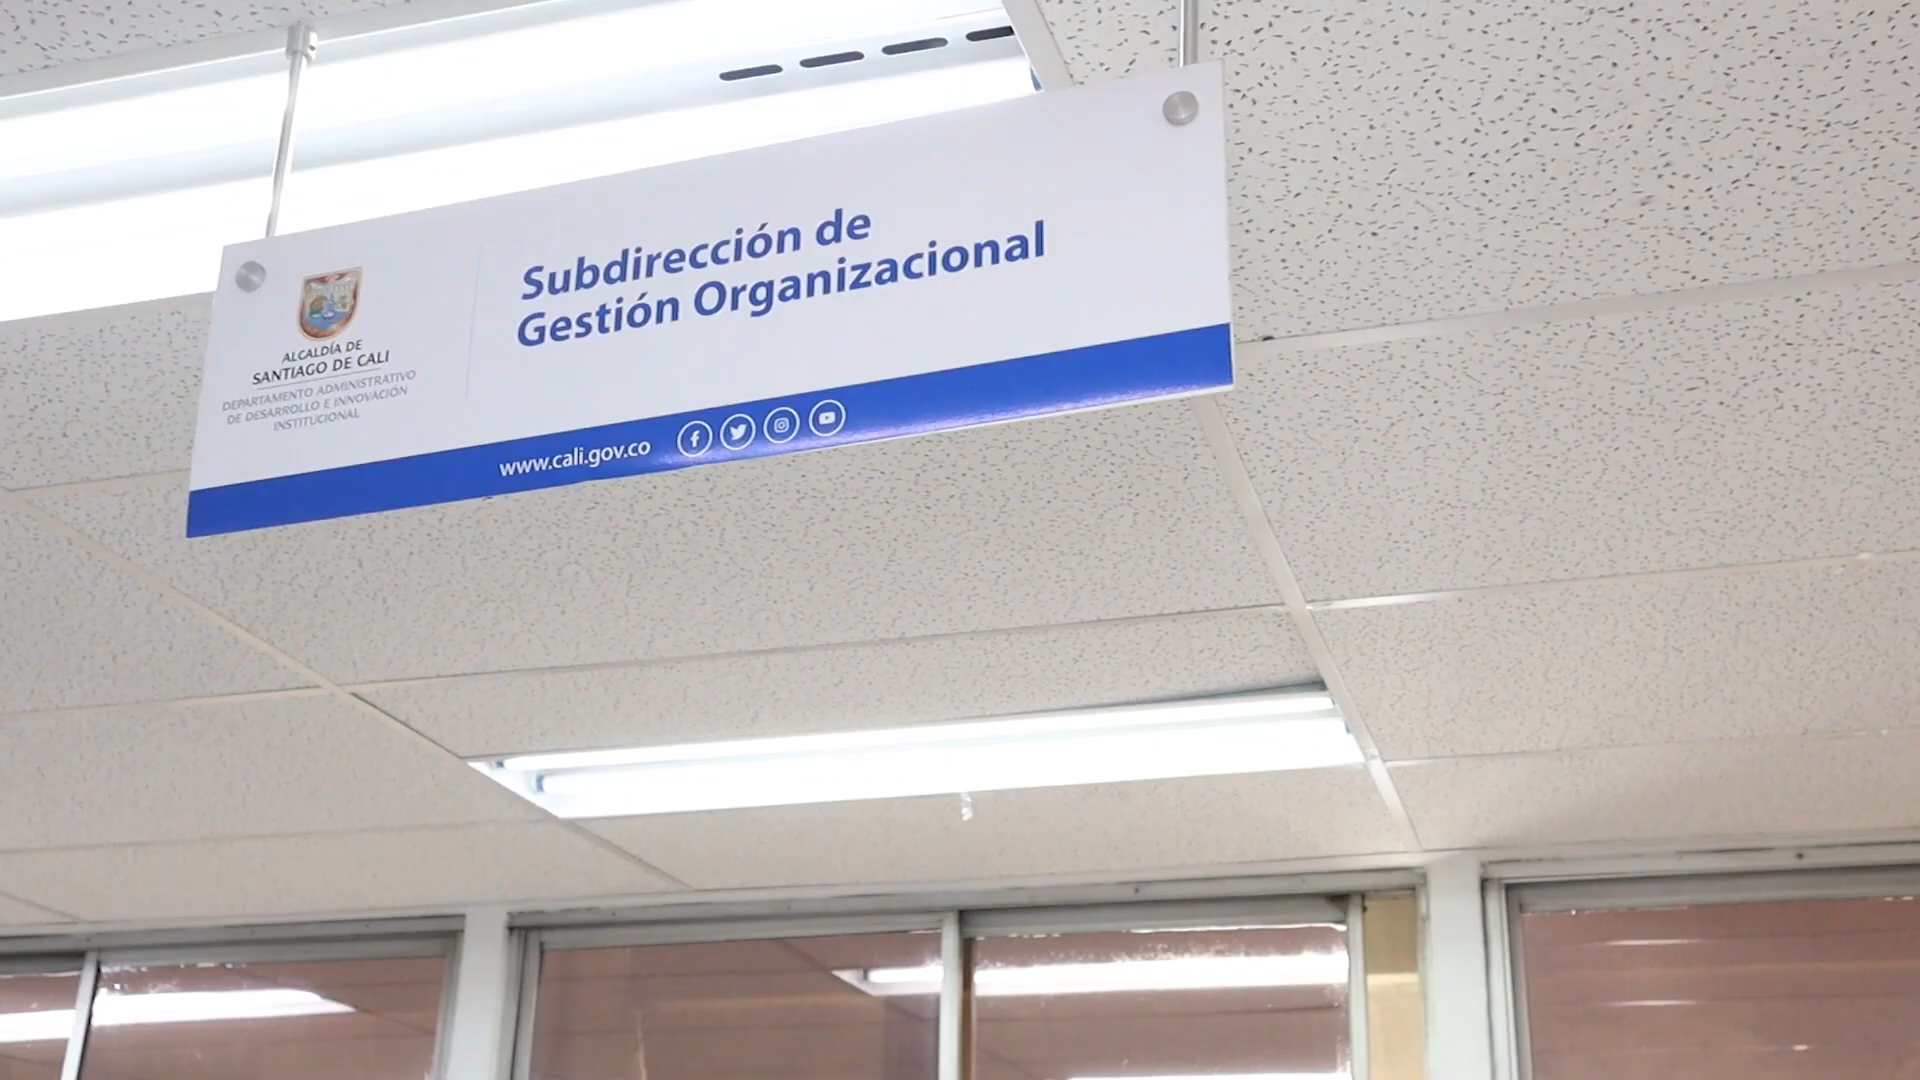 ALCALDÍA DE
SANTIAGO DE CALI
DEPARTAMENTO ADMINISTRATIVO
DE DESARROLLO E INNOVACIÓN
INSTITUCIONAL
Subdirección de
Gestión Organizacional
www.cali.gov.co